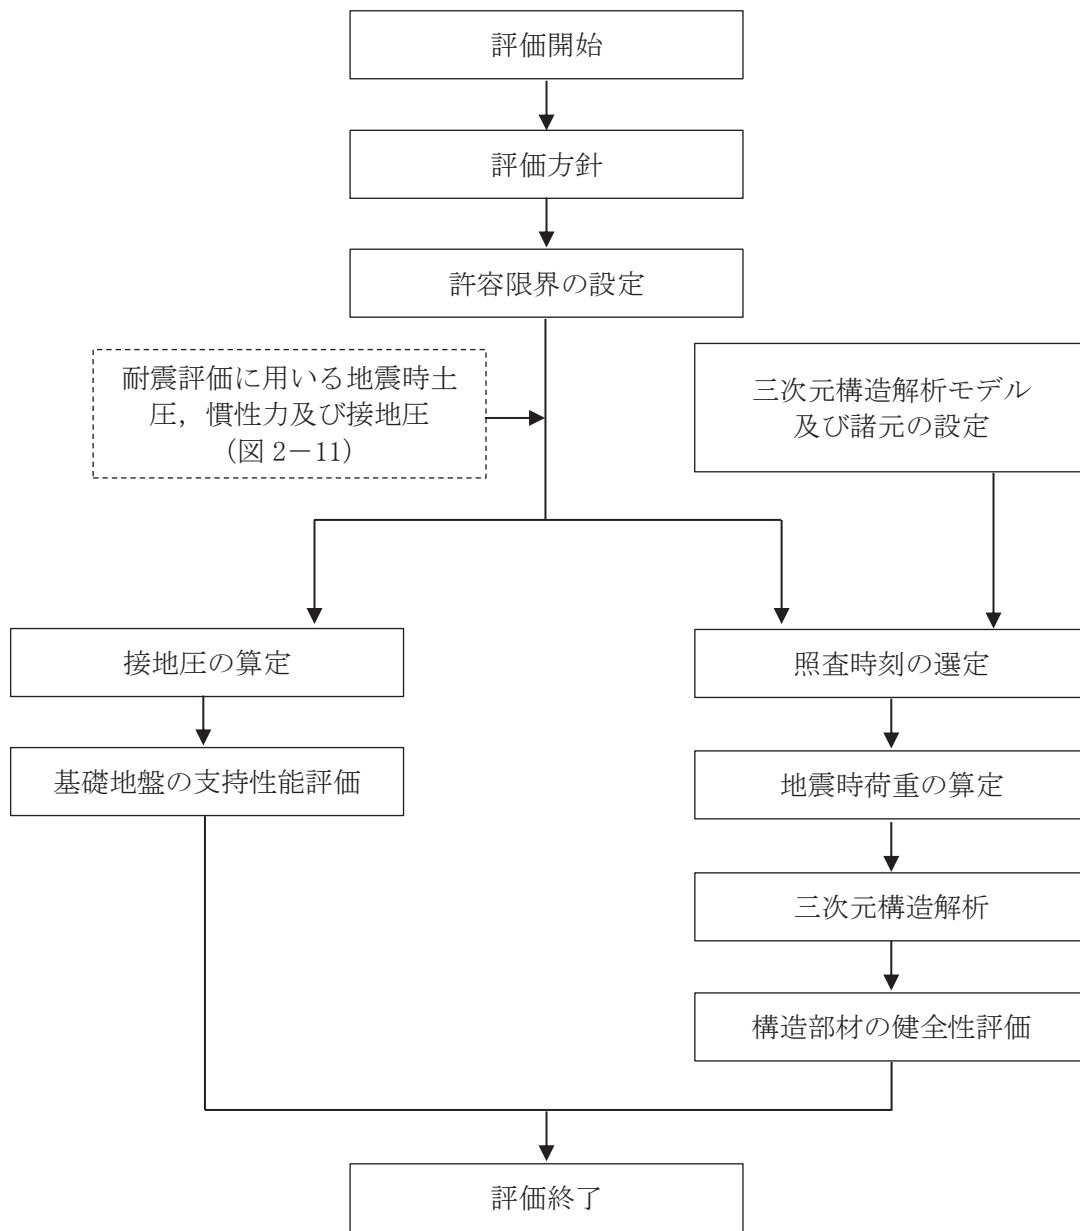 評価開始
評価方針
許容限界の設定
耐震評価に用いる地震時土
圧，慣性力及び接地圧
（図 2－11）
三次元構造解析モデル
及び諸元の設定
接地圧の算定
基礎地盤の支持性能評価
照査時刻の選定
地震時荷重の算定
三次元構造解析
構造部材の健全性評価
評価終了